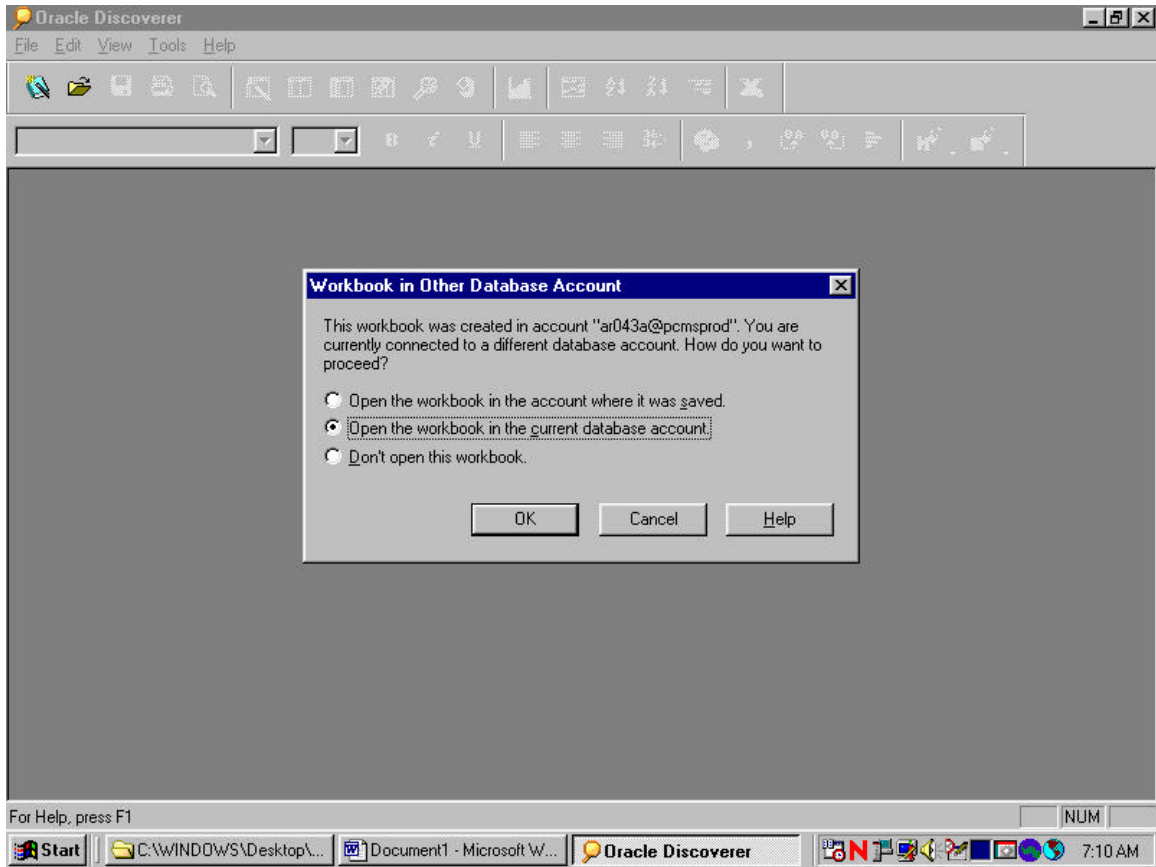 Oracle Discoverer
File Edit View Tools Help
B I U
Workbook in Other Database Account
This workbook was created in account "ar043a@pcmsprod". You are
currently connected to a different database account. How do you want to
proceed?
Open the workbook in the account where it was saved.
Open the workbook in the current database account.
Don't open this workbook.
OK Cancel Help
For Help, press F1
NUM
Start C:\WINDOWS\Desktop\... Document1 - Microsoft W... Oracle Discoverer 7:10 AM